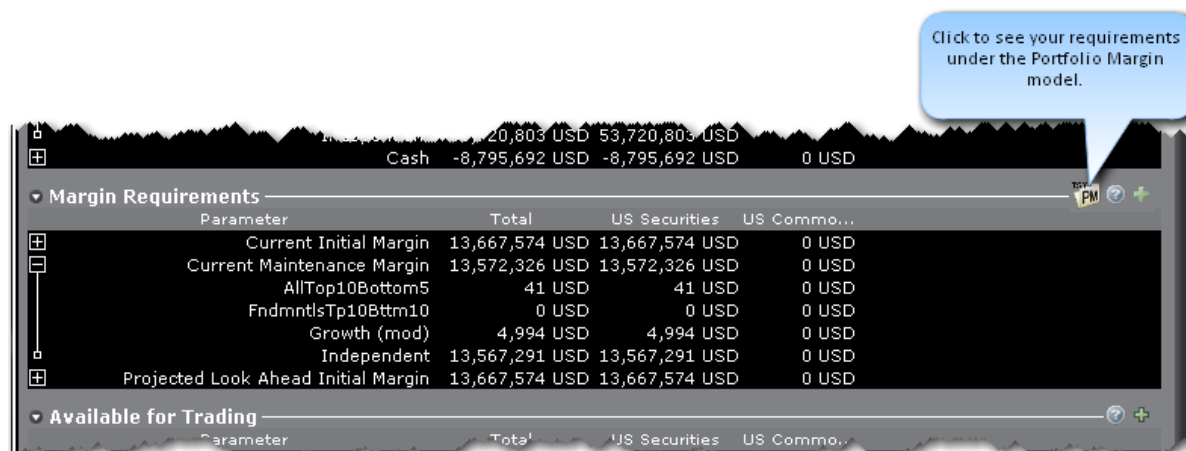 Click to see your requirements
under the Portfolio Margin
model.
20,803 USD 53,720,803 USD
Cash -8,795,692 USD -8,795,692 USD 0 USD
Margin Requirements
PM ?
Parameter Total US Securities US Commo...
Current Initial Margin 13,667,574 USD 13,667,574 USD 0 USD
Current Maintenance Margin 13,572,326 USD 13,572,326 USD 0 USD
AllTop10Bottom5 41 USD 41 USD 0 USD
FndmntlsTp10Bttm10 0 USD 0 USD 0 USD
Growth (mod) 4,994 USD 4,994 USD 0 USD
Independent 13,567,291 USD 13,567,291 USD 0 USD
Projected Look Ahead Initial Margin 13,667,574 USD 13,667,574 USD 0 USD
Available for Trading ?
Parameter Total US Securities US Commo...